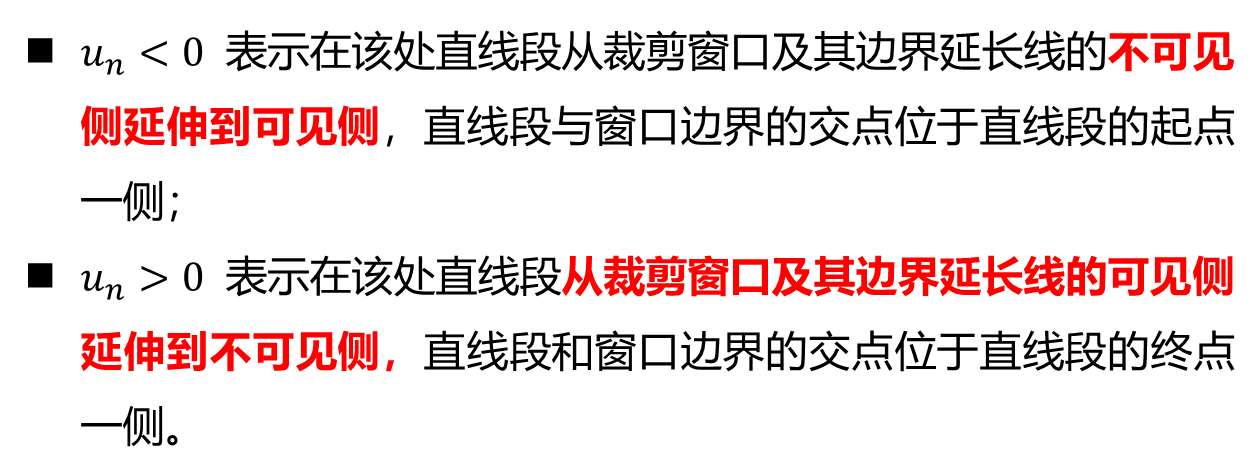 ■ uₙ < 0 表示在该处直线段从裁剪窗口及其边界延长线的不可见
侧延伸到可见侧，直线段与窗口边界的交点位于直线段的起点
一侧；
■ uₙ > 0 表示在该处直线段从裁剪窗口及其边界延长线的可见侧
延伸到不可见侧，直线段和窗口边界的交点位于直线段的终点
一侧。